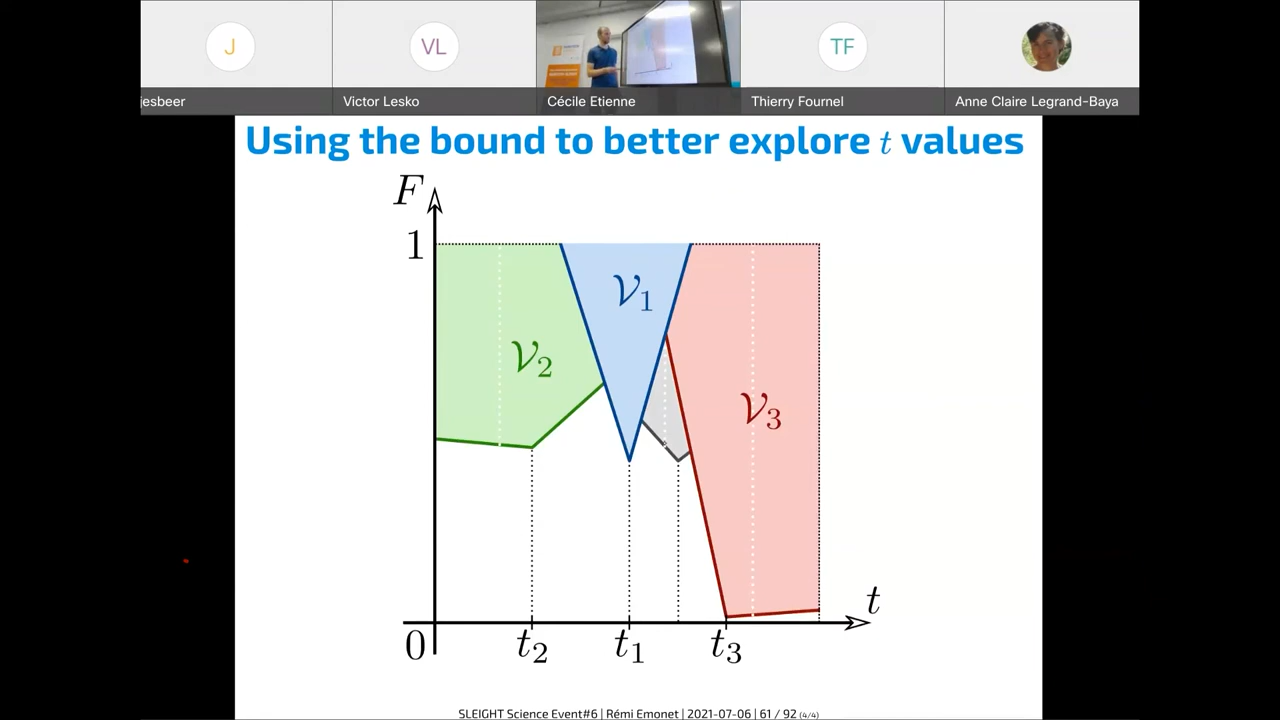 J
VL
TF
jesbeer
Victor Lesko
Cécile Etienne
Thierry Fournel
Anne Claire Legrand-Baya
Using the bound to better explore t values
F
1
𝒱1
𝒱2
𝒱3
t
0
t2
t1
t3
SLEIGHT Science Event#6 | Rémi Emonet | 2021-07-06 | 61 / 92 (4/4)